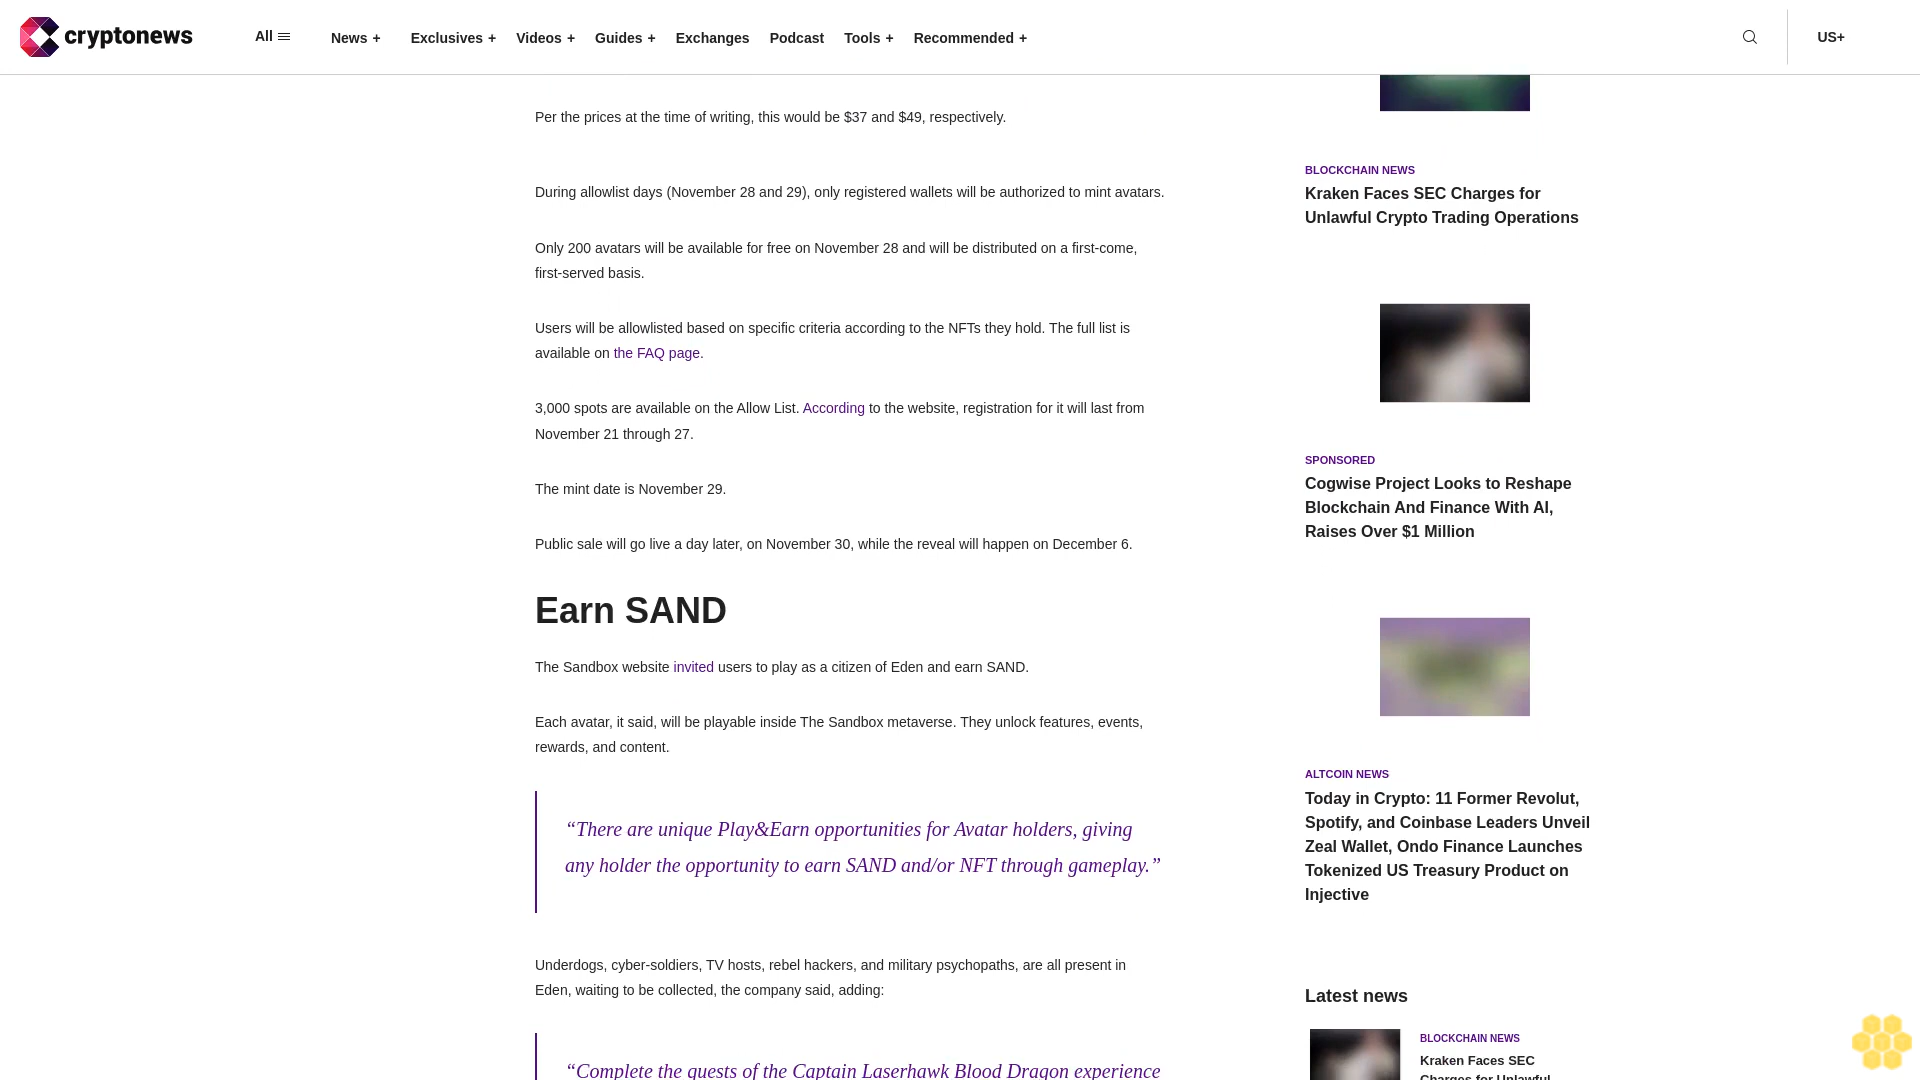 cryptonews
All
News +
Exclusives +
Videos +
Guides +
Exchanges
Podcast
Tools +
Recommended +
US+
Per the prices at the time of writing, this would be $37 and $49, respectively.
During allowlist days (November 28 and 29), only registered wallets will be authorized to mint avatars.
Only 200 avatars will be available for free on November 28 and will be distributed on a first-come,
first-served basis.
Users will be allowlisted based on specific criteria according to the NFTs they hold. The full list is
available on the FAQ page.
3,000 spots are available on the Allow List. According to the website, registration for it will last from
November 21 through 27.
The mint date is November 29.
Public sale will go live a day later, on November 30, while the reveal will happen on December 6.
Earn SAND
The Sandbox website invited users to play as a citizen of Eden and earn SAND.
Each avatar, it said, will be playable inside The Sandbox metaverse. They unlock features, events,
rewards, and content.
“There are unique Play&Earn opportunities for Avatar holders, giving
any holder the opportunity to earn SAND and/or NFT through gameplay.”
Underdogs, cyber-soldiers, TV hosts, rebel hackers, and military psychopaths, are all present in
Eden, waiting to be collected, the company said, adding:
“Complete the quests of the Captain Laserhawk Blood Dragon experience
BLOCKCHAIN NEWS
Kraken Faces SEC Charges for
Unlawful Crypto Trading Operations
SPONSORED
Cogwise Project Looks to Reshape
Blockchain And Finance With AI,
Raises Over $1 Million
ALTCOIN NEWS
Today in Crypto: 11 Former Revolut,
Spotify, and Coinbase Leaders Unveil
Zeal Wallet, Ondo Finance Launches
Tokenized US Treasury Product on
Injective
Latest news
BLOCKCHAIN NEWS
Kraken Faces SEC
Charges for Unlawful